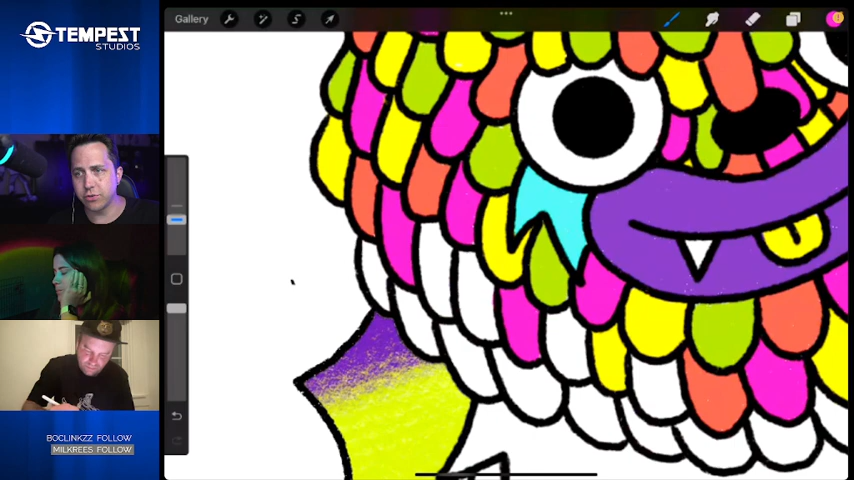 TEMPEST
STUDIOS
Gallery
BOCLINKZZ FOLLOW
MILKREES FOLLOW